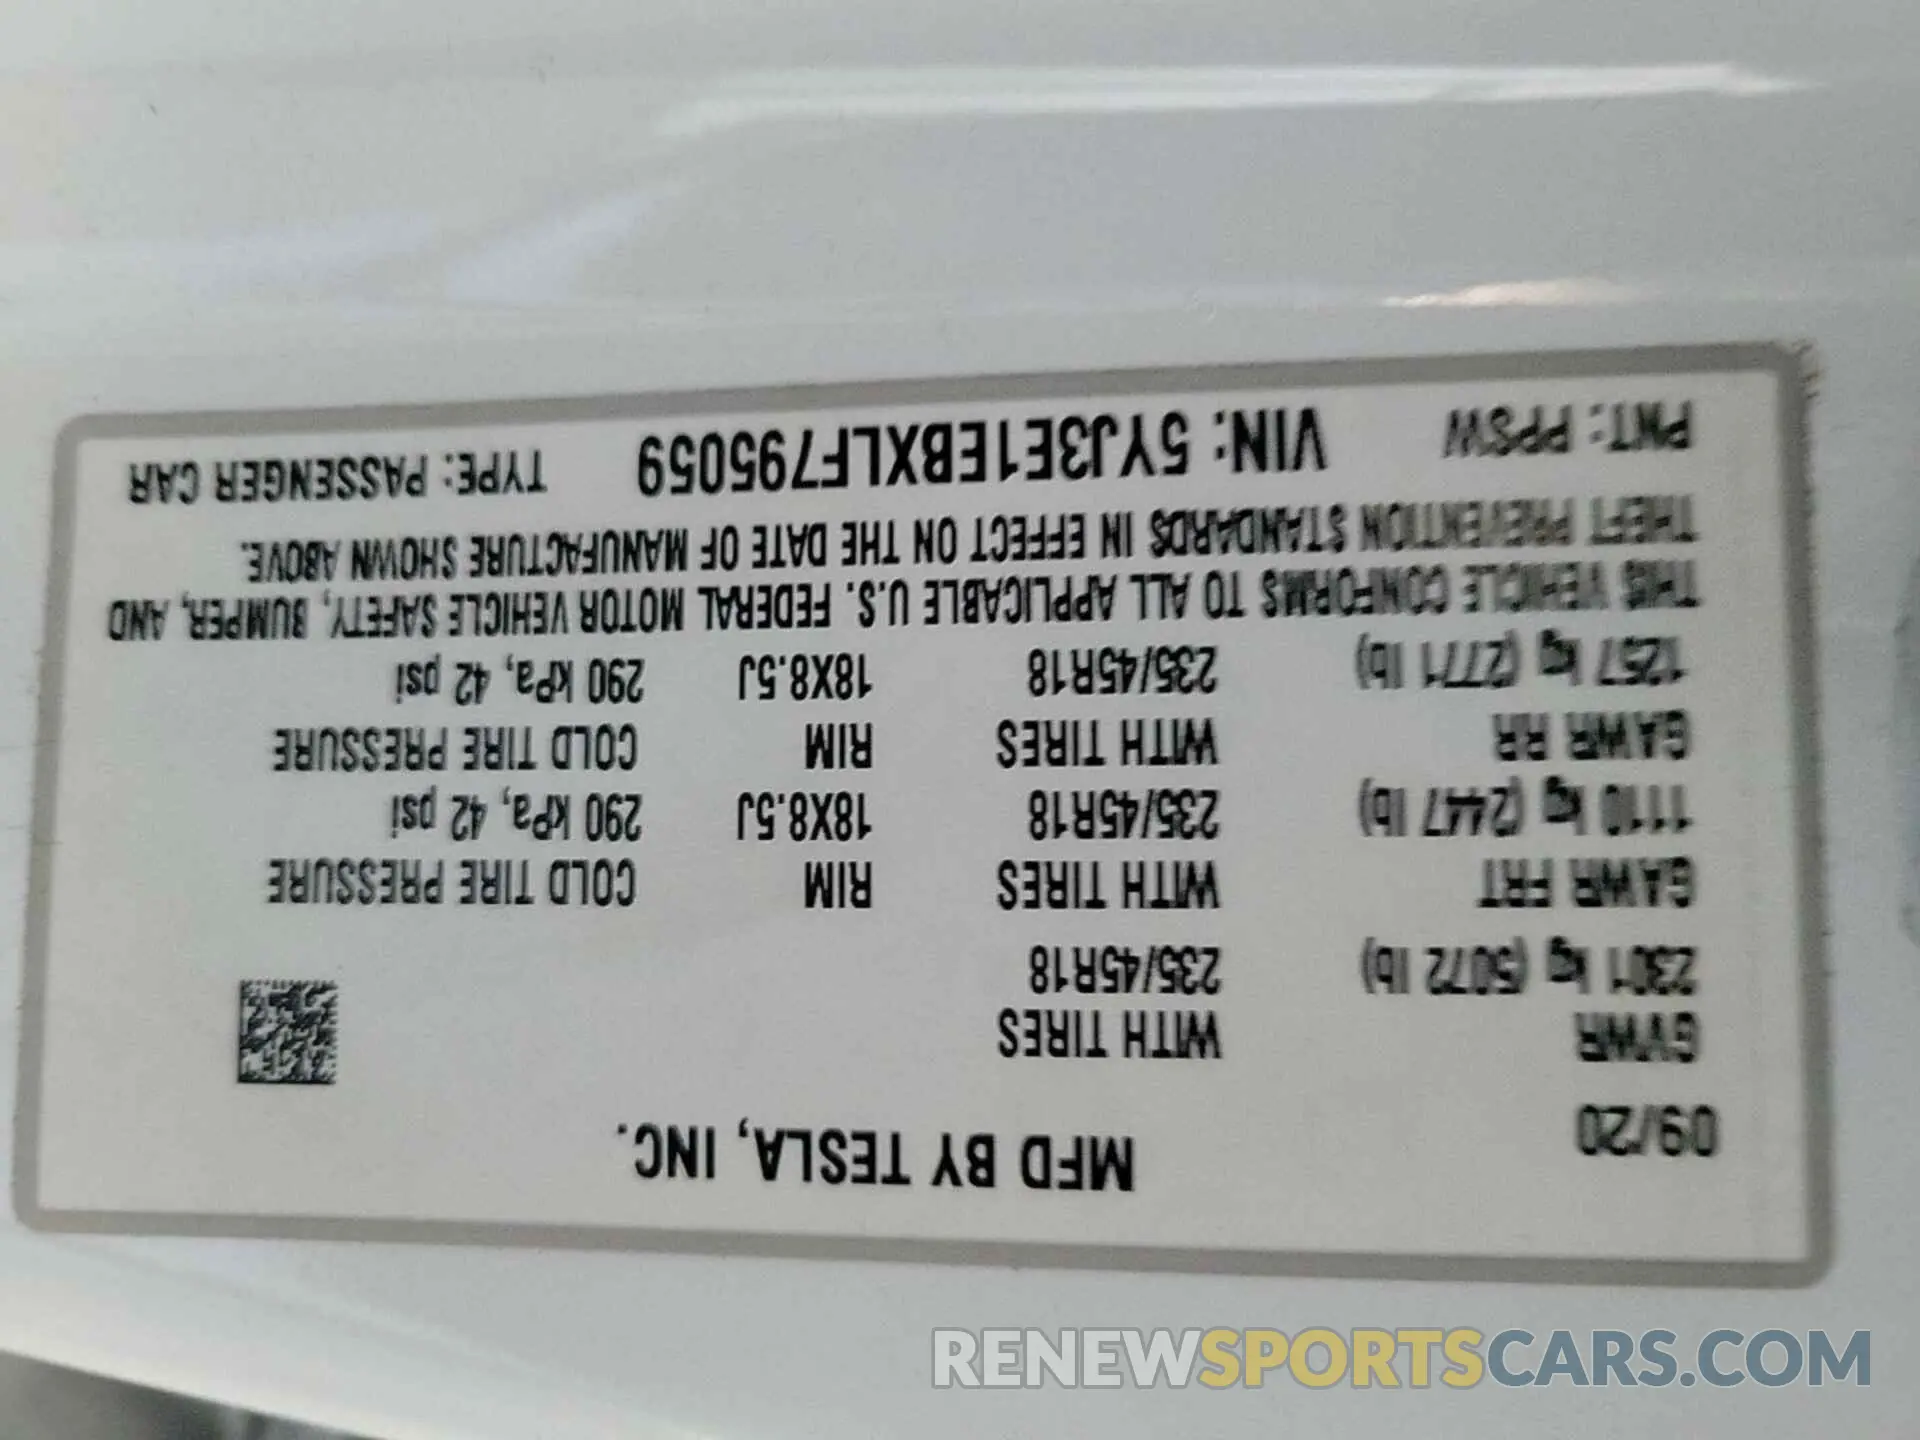 09/20 MFD BY TESLA, INC.
GVWR WITH TIRES
2301 kg (5072 lb) 235/45R18
GAWR FRT WITH TIRES RIM COLD TIRE PRESSURE
1110 kg (2447 lb) 235/45R18 18X8.5J 290 kPa, 42 psi
GAWR RR WITH TIRES RIM COLD TIRE PRESSURE
1257 kg (2771 lb) 235/45R18 18X8.5J 290 kPa, 42 psi
THIS VEHICLE CONFORMS TO ALL APPLICABLE U.S. FEDERAL MOTOR VEHICLE SAFETY, BUMPER, AND
THEFT PREVENTION STANDARDS IN EFFECT ON THE DATE OF MANUFACTURE SHOWN ABOVE.
PNT: PPSW VIN: 5YJ3E1EBXLF795059 TYPE: PASSENGER CAR
RENEWSPORTSCARS.COM